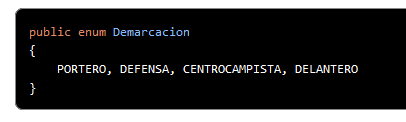 public enum Demarcacion
{
    PORTERO, DEFENSA, CENTROCAMPISTA, DELANTERO
}